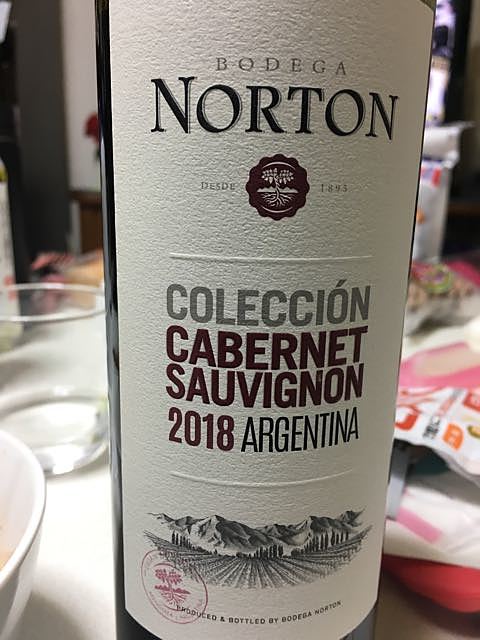 BODEGA
NORTON
DESDE 1895
COLECCIÓN
CABERNET
SAUVIGNON
2018 ARGENTINA
PRODUCED & BOTTLED BY BODEGA NORTON